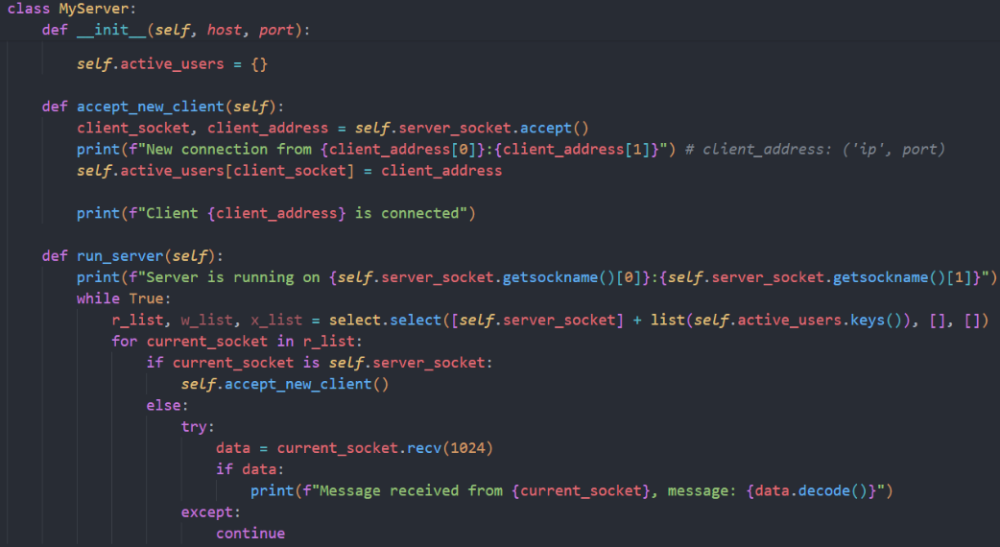 class MyServer:
    def __init__(self, host, port):
        self.active_users = {}
    def accept_new_client(self):
        client_socket, client_address = self.server_socket.accept()
        print(f"New connection from {client_address[0]}:{client_address[1]}") # client_address: ('ip', port)
        self.active_users[client_socket] = client_address
        print(f"Client {client_address} is connected")
    def run_server(self):
        print(f"Server is running on {self.server_socket.getsockname()[0]}:{self.server_socket.getsockname()[1]}")
        while True:
            r_list, w_list, x_list = select.select([self.server_socket] + list(self.active_users.keys()), [], [])
            for current_socket in r_list:
                if current_socket is self.server_socket:
                    self.accept_new_client()
                else:
                    try:
                        data = current_socket.recv(1024)
                        if data:
                            print(f"Message received from {current_socket}, message: {data.decode()}")
                    except:
                        continue